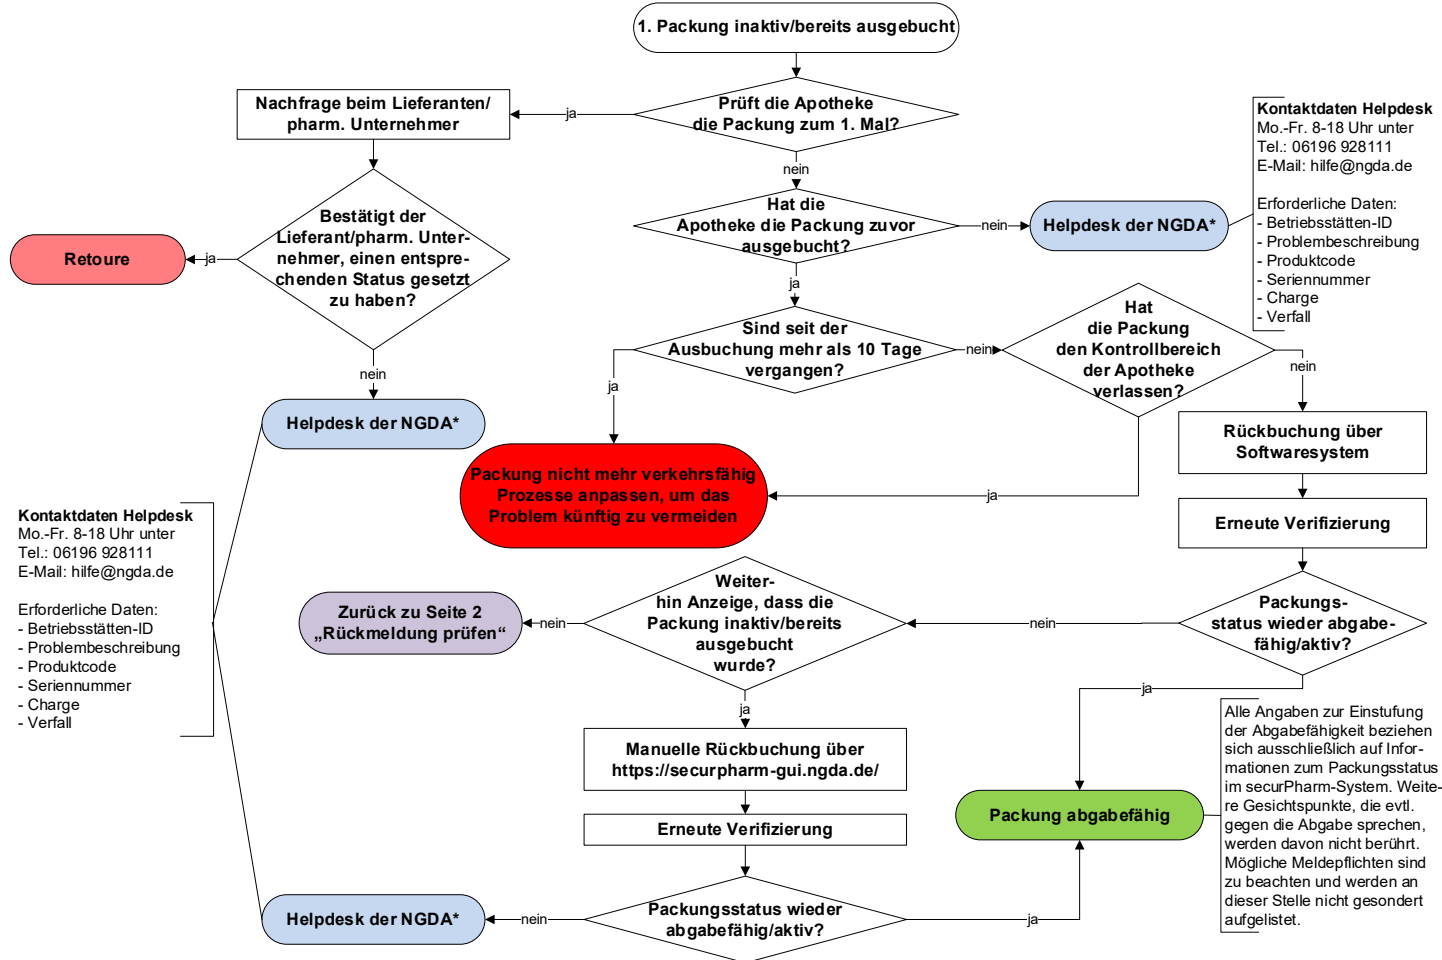 1. Packung inaktiv/bereits ausgebucht
Prüft die Apotheke
die Packung zum 1. Mal?
ja
Nachfrage beim Lieferanten/
pharm. Unternehmer
nein
Bestätigt der
Lieferant/pharm. Unter-
nehmer, einen entspre-
chenden Status gesetzt
zu haben?
ja
Retoure
nein
Helpdesk der NGDA*
Hat die
Apotheke die Packung zuvor
ausgebucht?
nein
Helpdesk der NGDA*
Kontaktdaten Helpdesk
Mo.-Fr. 8-18 Uhr unter
Tel.: 06196 928111
E-Mail: hilfe@ngda.de
Erforderliche Daten:
- Betriebsstätten-ID
- Problembeschreibung
- Produktcode
- Seriennummer
- Charge
- Verfall
ja
Sind seit der
Ausbuchung mehr als 10 Tage
vergangen?
nein
Hat
die Packung
den Kontrollbereich
der Apotheke
verlassen?
nein
ja
Packung nicht mehr verkehrsfähig
Prozesse anpassen, um das
Problem künftig zu vermeiden
ja
Rückbuchung über
Softwaresystem
Erneute Verifizierung
Packungs-
status wieder abgabe-
fähig/aktiv?
nein
Weiter-
hin Anzeige, dass die
Packung inaktiv/bereits
ausgebucht
wurde?
nein
Zurück zu Seite 2
„Rückmeldung prüfen“
Kontaktdaten Helpdesk
Mo.-Fr. 8-18 Uhr unter
Tel.: 06196 928111
E-Mail: hilfe@ngda.de
Erforderliche Daten:
- Betriebsstätten-ID
- Problembeschreibung
- Produktcode
- Seriennummer
- Charge
- Verfall
ja
ja
Manuelle Rückbuchung über
https://securpharm-gui.ngda.de/
Erneute Verifizierung
Packung abgabefähig
Alle Angaben zur Einstufung
der Abgabefähigkeit beziehen
sich ausschließlich auf Infor-
mationen zum Packungsstatus
im securPharm-System. Weite-
re Gesichtspunkte, die evtl.
gegen die Abgabe sprechen,
werden davon nicht berührt.
Mögliche Meldepflichten sind
zu beachten und werden an
dieser Stelle nicht gesondert
aufgelistet.
Packungsstatus wieder
abgabefähig/aktiv?
nein
Helpdesk der NGDA*
ja